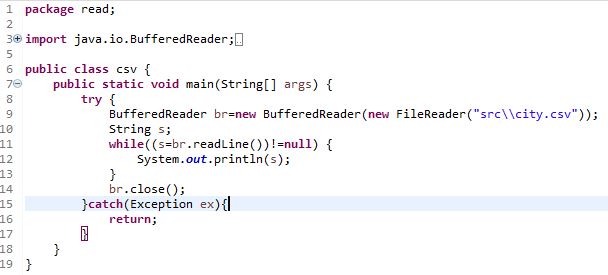 1 package read;
2
3 import java.io.BufferedReader;
5
6 public class csv {
7     public static void main(String[] args) {
8         try {
9             BufferedReader br=new BufferedReader(new FileReader("src\\city.csv"));
10             String s;
11             while((s=br.readLine())!=null) {
12                 System.out.println(s);
13             }
14             br.close();
15         }catch(Exception ex){
16             return;
17         }
18     }
19 }